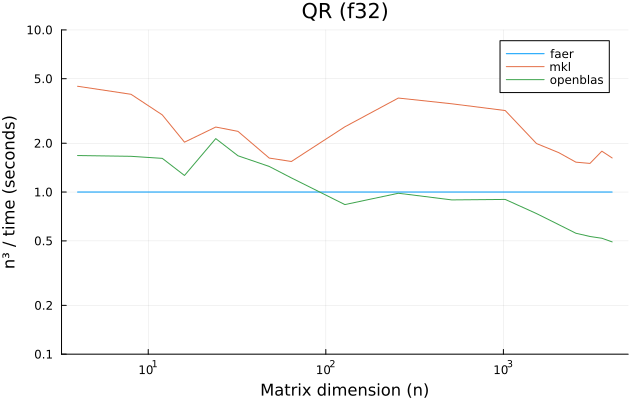 QR (f32)
n³ / time (seconds)
10.0
5.0
2.0
1.0
0.5
0.2
0.1
faer
mkl
openblas
10¹
10²
10³
Matrix dimension (n)